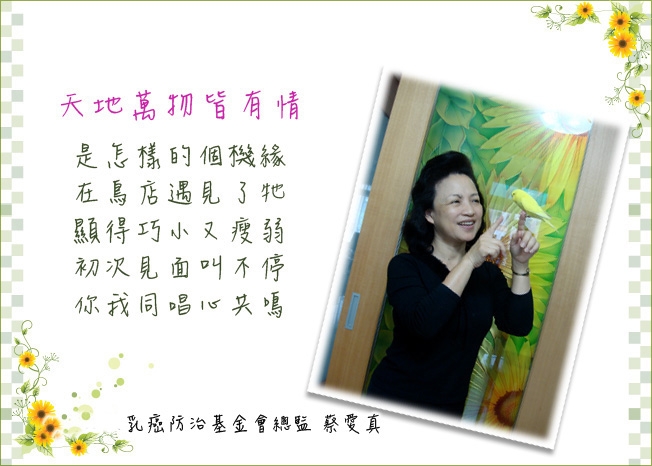 天地萬物皆有情
是怎樣的個機緣
在鳥店遇見了牠
顯得巧小又瘦弱
初次見面叫不停
你我同唱心共鳴
乳癌防治基金會總監 蔡愛真